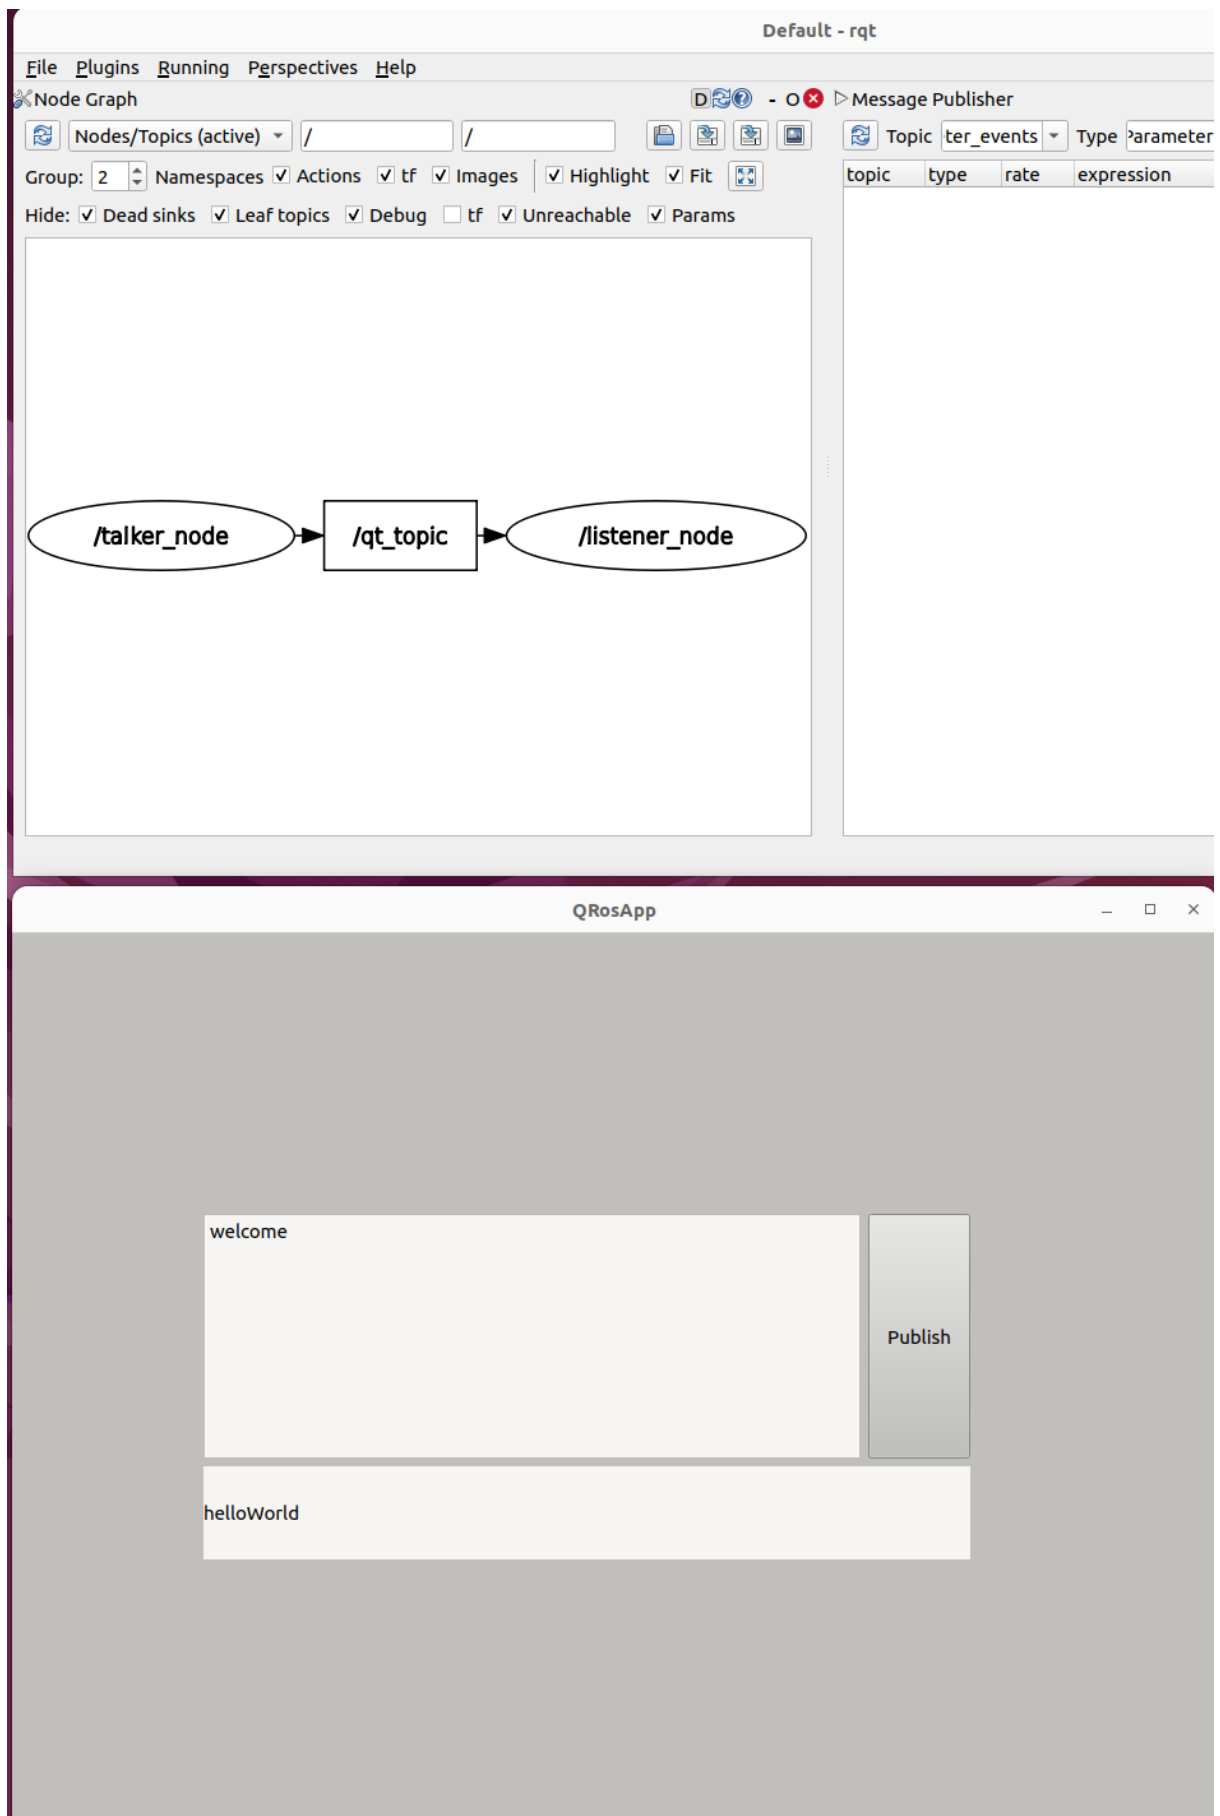 Default - rqt
File Plugins Running Perspectives Help
Node Graph
D - O
Message Publisher
Nodes/Topics (active) / /
Topic ter_events Type Parameter
Group: 2 Namespaces Actions tf Images Highlight Fit
topic type rate expression
Hide: Dead sinks Leaf topics Debug tf Unreachable Params
/talker_node /qt_topic /listener_node
QRosApp
welcome
Publish
helloWorld